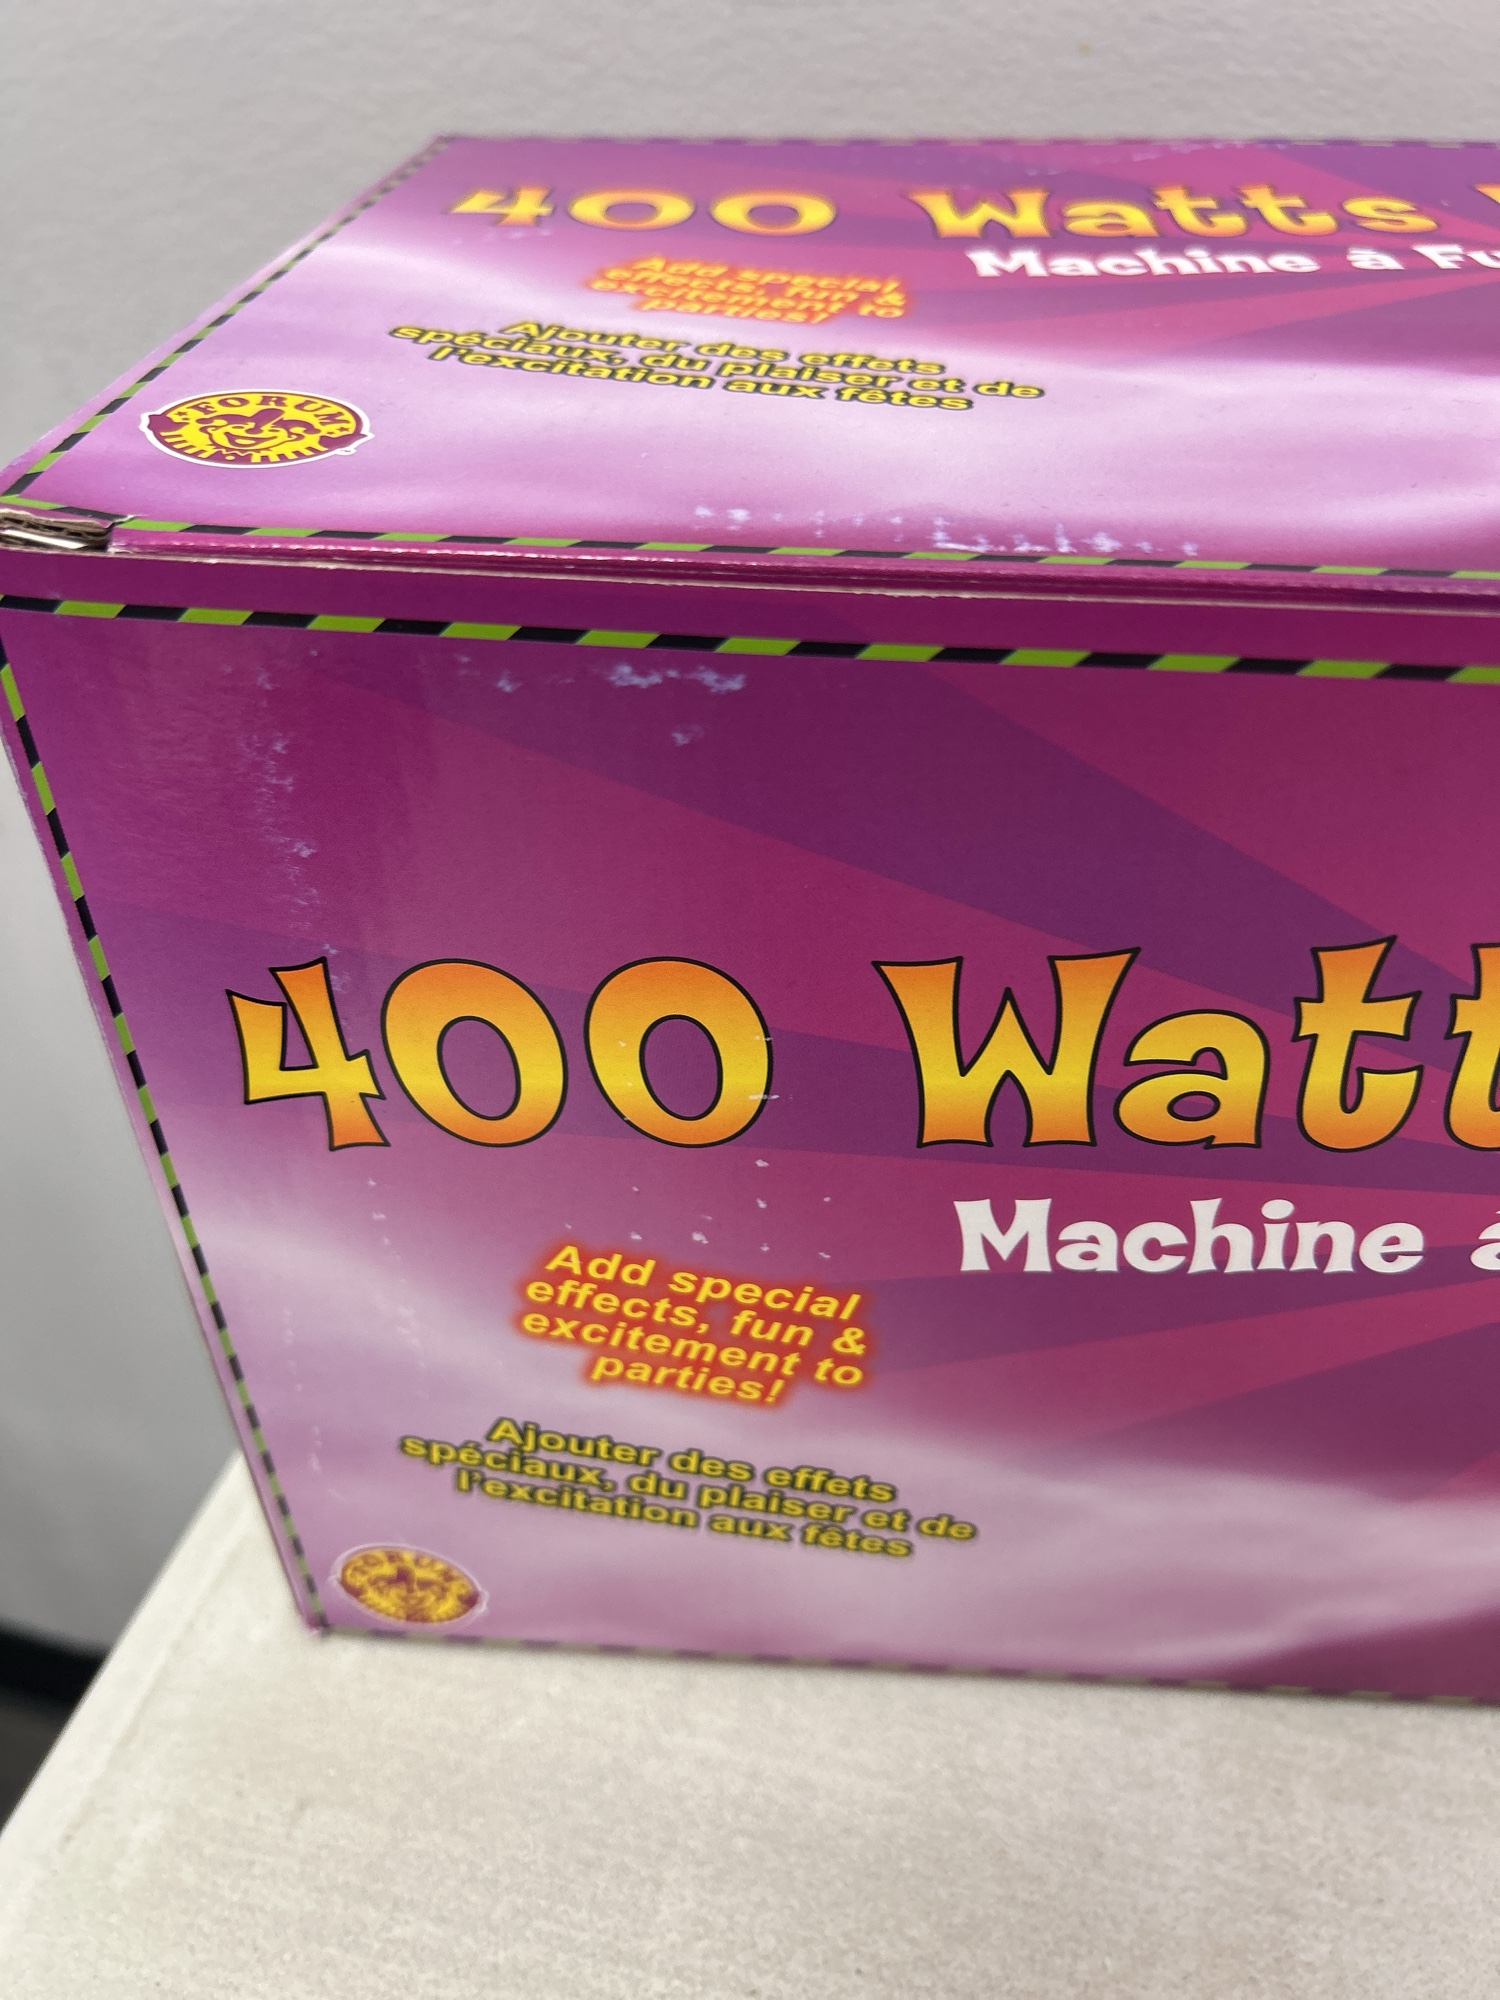 400 Watts
Machine à Fu
Add special
effects, fun &
excitement to
parties!
Ajouter des effets
spéciaux, du plaiser et de
l'excitation aux fêtes
FORUM
400 Watt
Machine à
Add special
effects, fun &
excitement to
parties!
Ajouter des effets
spéciaux, du plaiser et de
l'excitation aux fêtes
FORUM